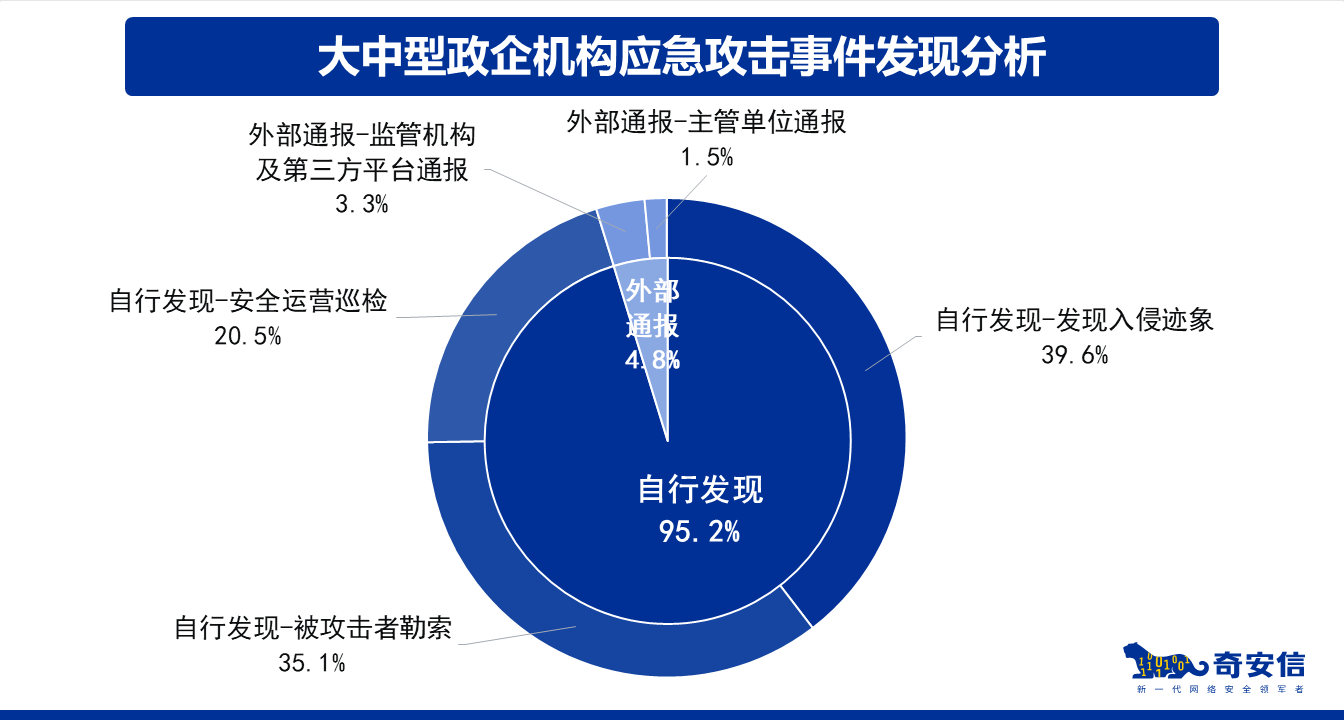 大中型政企机构应急攻击事件发现分析
外部通报-监管机构
及第三方平台通报
3.3%
外部通报-主管单位通报
1.5%
自行发现-安全运营巡检
20.5%
外部
通报
4.8%
自行发现-发现入侵迹象
39.6%
自行发现
95.2%
自行发现-被攻击者勒索
35.1%
奇安信
新一代网络安全领军者